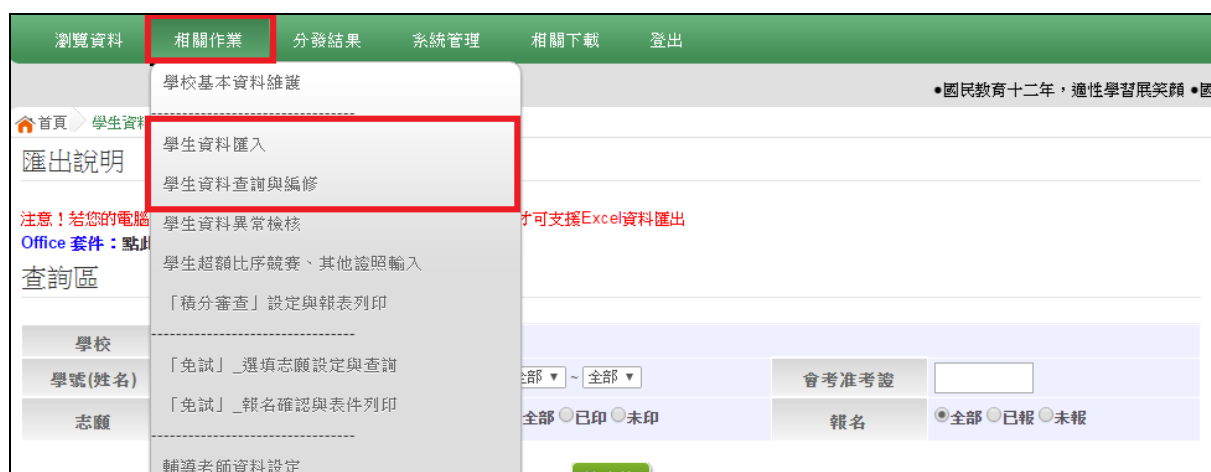 瀏覽資料 相關作業 分發結果 系統管理 相關下載 登出
學校基本資料維護
●國民教育十二年，適性學習展笑顏 ●國
首頁 學生資料
學生資料匯入
匯出說明
學生資料查詢與編修
注意！若您的電腦 才可支援Excel資料匯出
學生資料異常檢核
Office 套件：點此
學生超額比序競賽、其他證照輸入
查詢區
「積分審查」設定與報表列印
學校
「免試」_選填志願設定與查詢
學號(姓名) 全部 ~ 全部 會考准考證
「免試」_報名確認與表件列印
志願 全部 已印 未印 報名 全部 已報 未報
輔導老師資料設定